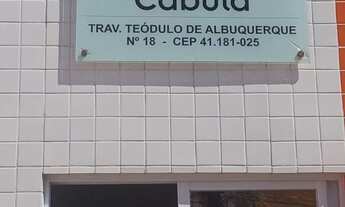 Cabula
TRAV. TEÓDULO DE ALBUQUERQUE
Nº 18 - CEP 41.181-025